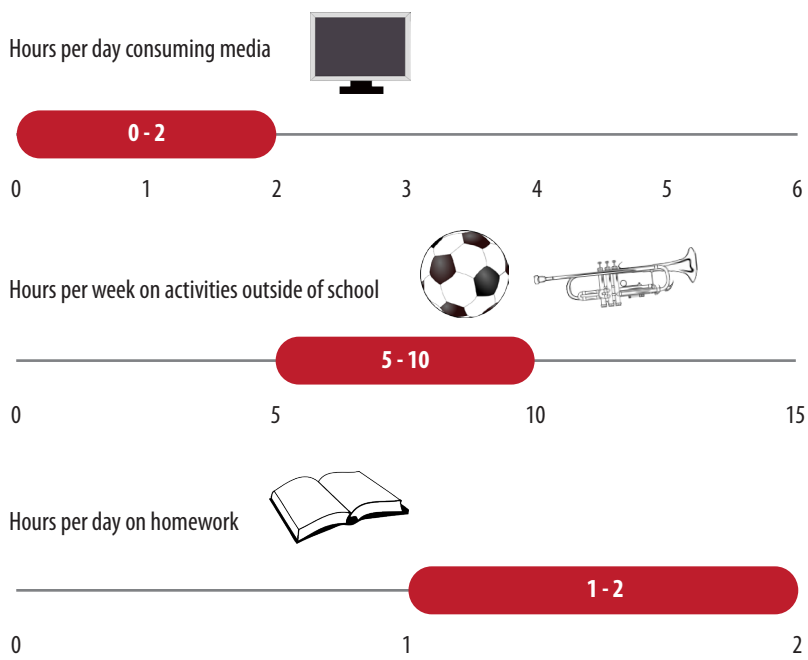 Hours per day consuming media
0 - 2
0 1 2 3 4 5 6
Hours per week on activities outside of school
5 - 10
0 5 10 15
Hours per day on homework
1 - 2
0 1 2